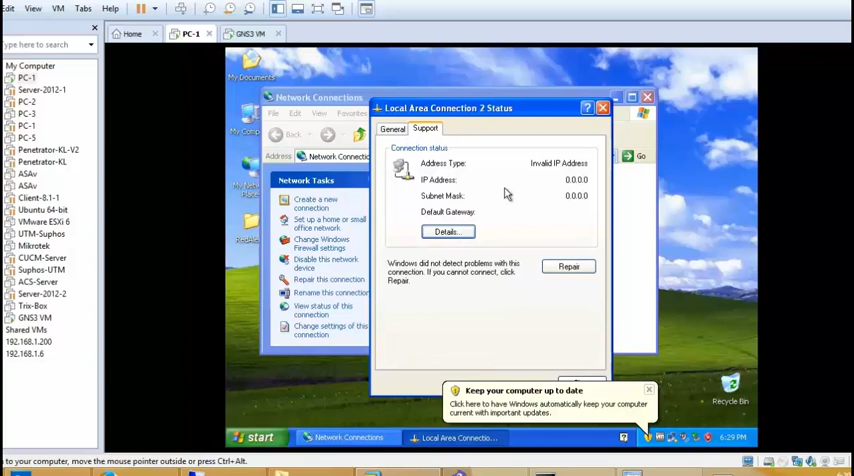 Edit View VM Tabs Help
Home PC-1 GNS3 VM
ype here to search
My Computer
PC-1
Server-2012-1
PC-2
PC-3
PC-1
PC-5
Penetrator-KL-V2
Penetrator-KL
ASAv
ASAv
Client-8.1-1
Ubuntu 64-bit
VMware ESXi 6
UTM-Suphos
Mikrotek
CUCM-Server
Suphos-UTM
ACS-Server
Server-2012-2
Trix-Box
GNS3 VM
Shared VMs
192.168.1.200
192.168.1.6
My Documents
My Comp
My Netw
Place
RedAle
Network Connections
File Edit View Favorites
Back
Address Network Connecti
Go
Network Tasks
Create a new
connection
Set up a home or small
office network
Change Windows
Firewall settings
Disable this network
device
Repair this connection
Rename this connection
View status of this
connection
Change settings of this
connection
Local Area Connection 2 Status
General Support
Connection status
Address Type: Invalid IP Address
IP Address: 0.0.0.0
Subnet Mask: 0.0.0.0
Default Gateway:
Details...
Windows did not detect problems with this
connection. If you cannot connect, click
Repair.
Repair
Keep your computer up to date
Click here to have Windows automatically keep your computer
current with important updates.
Recycle Bin
start Network Connections Local Area Connectio... 6:29 PM
to your computer, move the mouse pointer outside or press Ctrl+Alt.